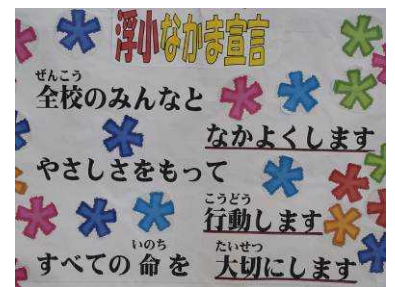 浮小なかま宣言
ぜんこう
全校のみんなと
なかよくします
やさしさをもって
こうどう
行動します
いのち たいせつ
すべての命を 大切にします